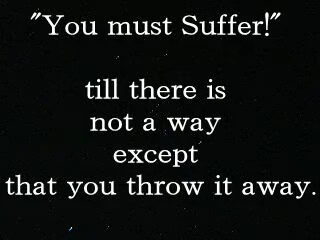 "You must Suffer!"
till there is
not a way
except
that you throw it away.